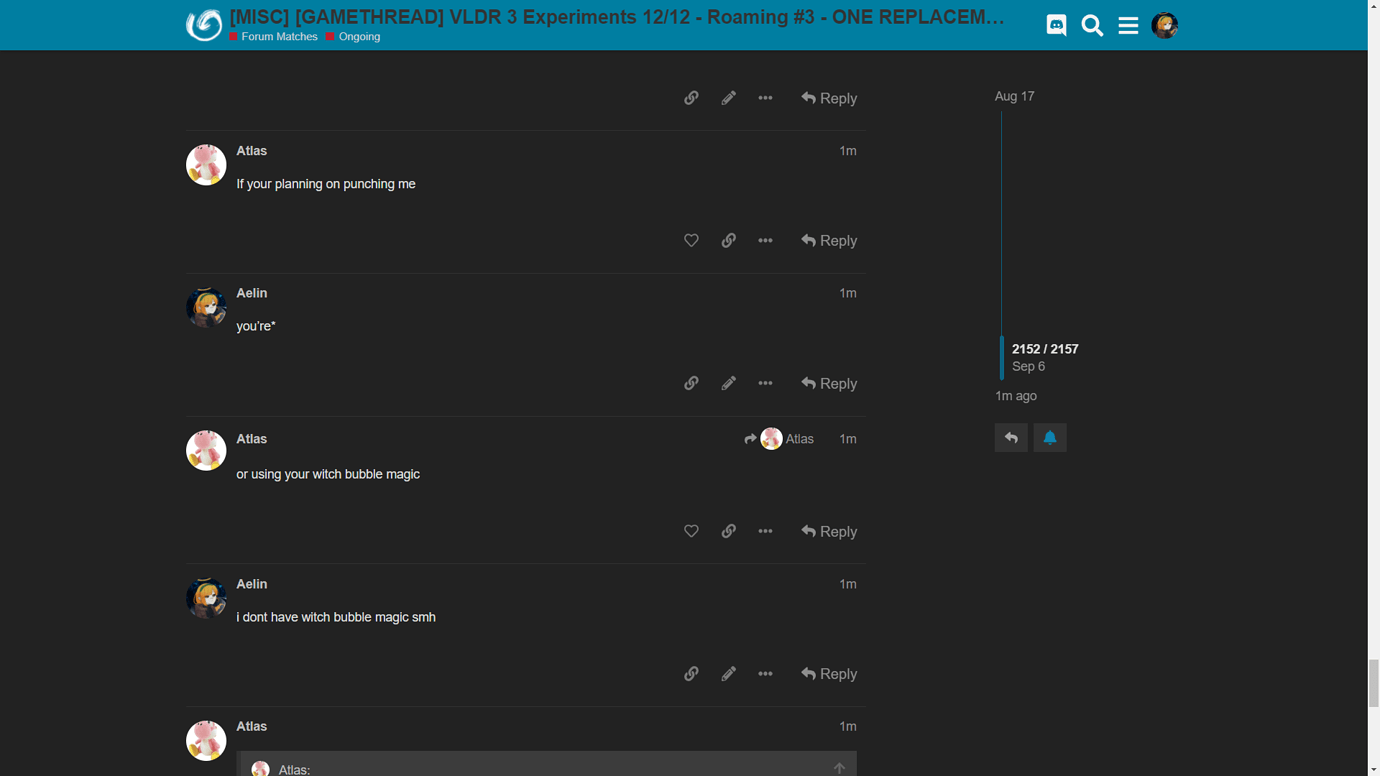 [MISC] [GAMETHREAD] VLDR 3 Experiments 12/12 - Roaming #3 - ONE REPLACEM…
Forum Matches Ongoing
Reply
Aug 17
Atlas 1m
If your planning on punching me
Reply
Aelin 1m
you're*
2152 / 2157
Sep 6
1m ago
Reply
Atlas Atlas 1m
or using your witch bubble magic
Reply
Aelin 1m
i dont have witch bubble magic smh
Reply
Atlas 1m
Atlas: